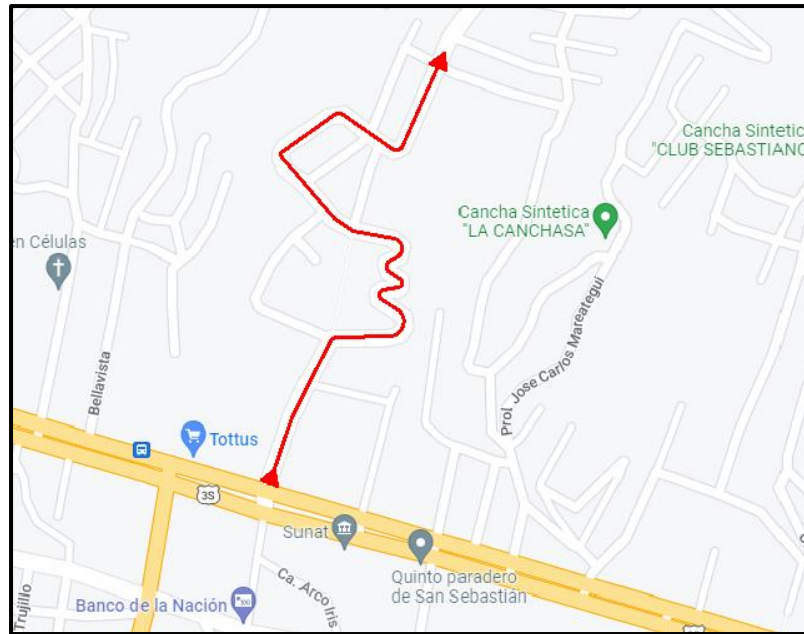 Cancha Sintetic
"CLUB SEBASTIANO
Cancha Sintetica
"LA CANCHASA"
n Células
Prol. Jose Carlos Mareategui
Bellavista
Tottus
3S
Sunat
Quinto paradero
de San Sebastián
Ca. Arco Iris
Banco de la Nación
Trujillo